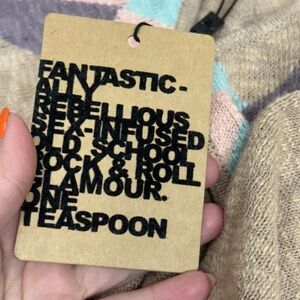 FANTASTIC-
ALLY
REBELLIOUS
SEX-INFUSED
OLD SCHOOL
ROCK & ROLL
GLAMOUR.
ONE
TEASPOON